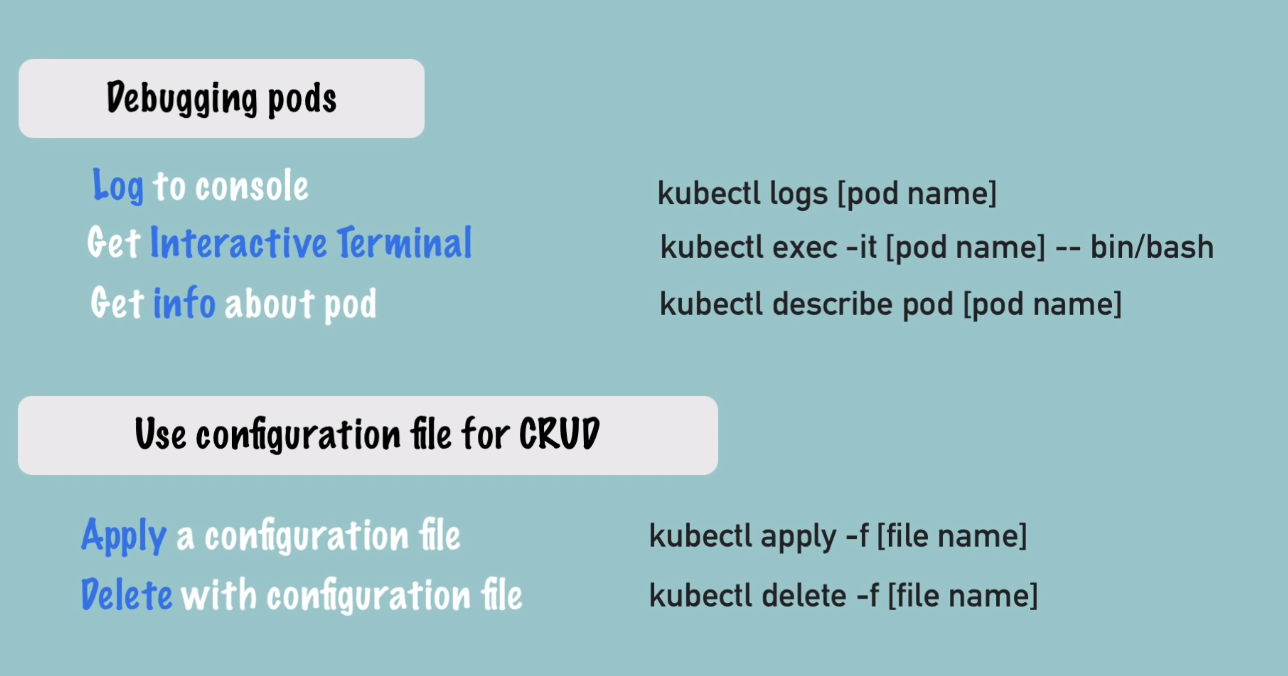 Debugging pods
Log to console kubectl logs [pod name]
Get Interactive Terminal kubectl exec -it [pod name] -- bin/bash
Get info about pod kubectl describe pod [pod name]
Use configuration file for CRUD
Apply a configuration file kubectl apply -f [file name]
Delete with configuration file kubectl delete -f [file name]